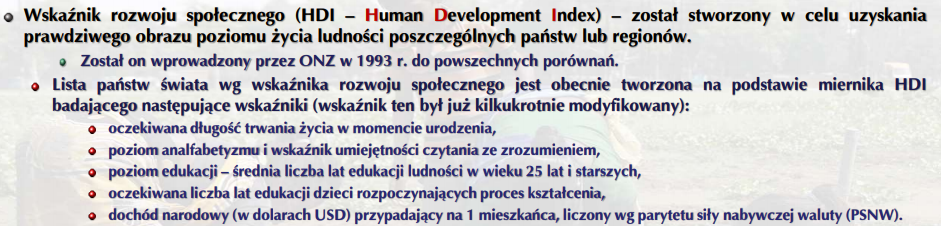 Wskaźnik rozwoju społecznego (HDI – Human Development Index) – został stworzony w celu uzyskania
prawdziwego obrazu poziomu życia ludności poszczególnych państw lub regionów.
Został on wprowadzony przez ONZ w 1993 r. do powszechnych porównań.
Lista państw świata wg wskaźnika rozwoju społecznego jest obecnie tworzona na podstawie miernika HDI
badającego następujące wskaźniki (wskaźnik ten był już kilkukrotnie modyfikowany):
oczekiwana długość trwania życia w momencie urodzenia,
poziom analfabetyzmu i wskaźnik umiejętności czytania ze zrozumieniem,
poziom edukacji – średnia liczba lat edukacji ludności w wieku 25 lat i starszych,
oczekiwana liczba lat edukacji dzieci rozpoczynających proces kształcenia,
dochód narodowy (w dolarach USD) przypadający na 1 mieszkańca, liczony wg parytetu siły nabywczej waluty (PSNW).